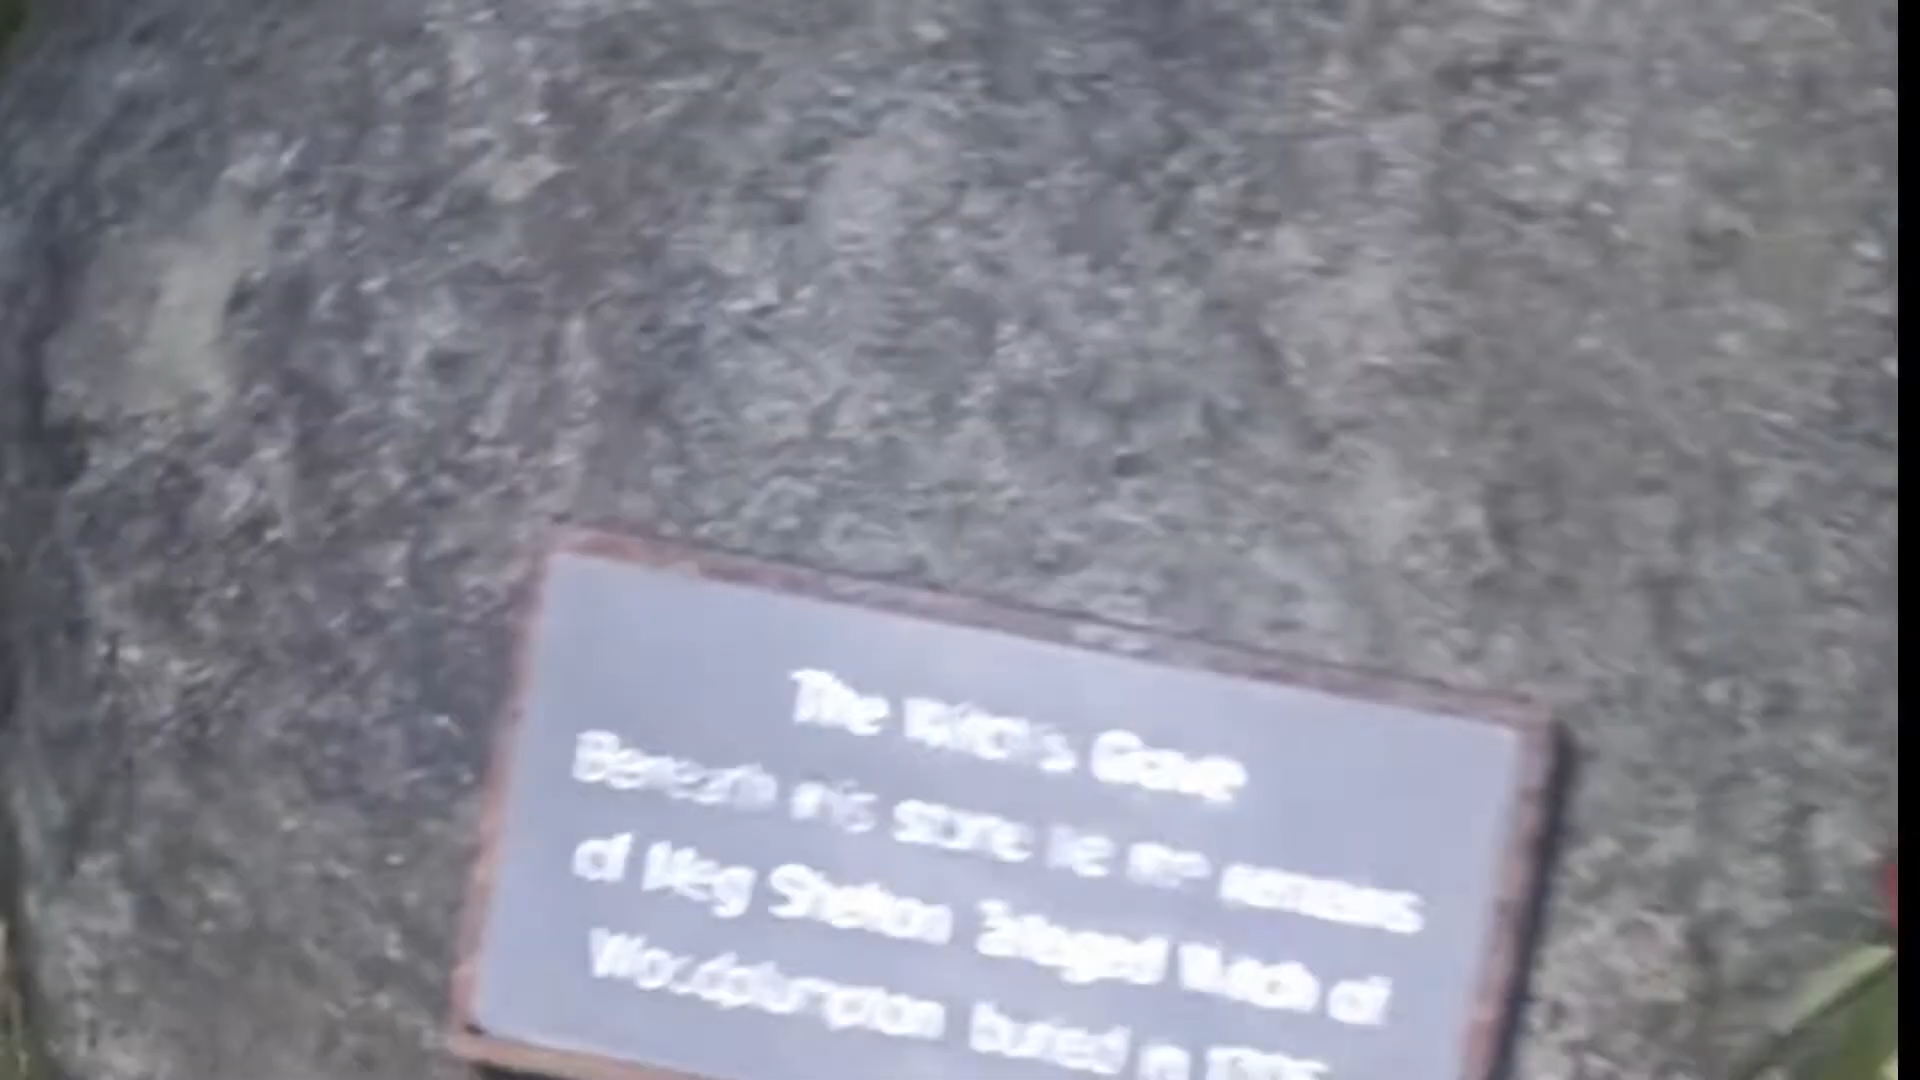 The Witch's Grave
Beneath this stone lie the remains
of Meg Shelton alleged Witch of
Woodplumpton buried in